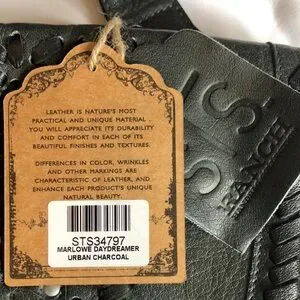 LEATHER IS NATURE'S MOST
PRACTICAL AND UNIQUE MATERIAL
YOU WILL APPRECIATE ITS DURABILITY
AND COMFORT IN EACH OF ITS
BEAUTIFUL FINISHES AND TEXTURES.
DIFFERENCES IN COLOR, WRINKLES
AND OTHER MARKINGS ARE
CHARACTERISTIC OF LEATHER, AND
ENHANCE EACH PRODUCT'S UNIQUE
NATURAL BEAUTY.
STS34797
MARLOWE DAYDREAMER
URBAN CHARCOAL
STS
RANCH